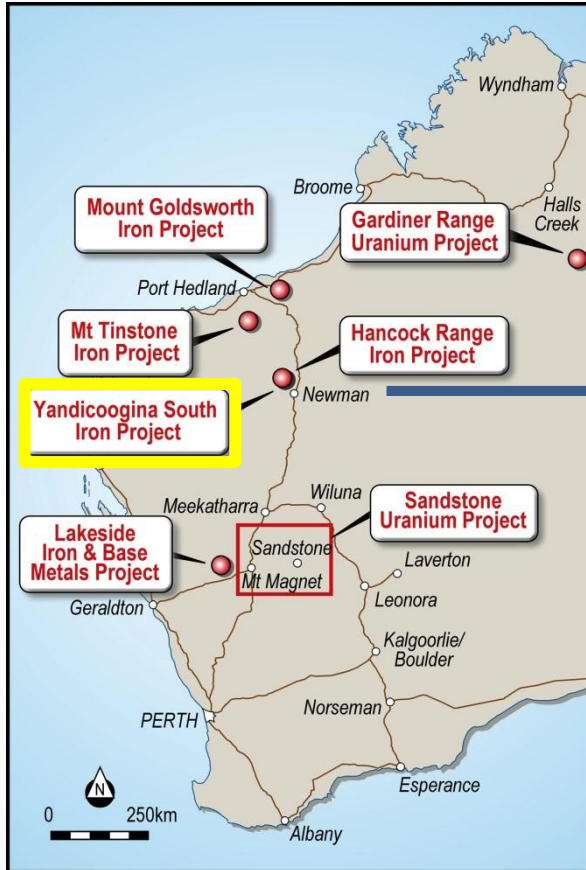 Wyndham
Broome
Halls
Creek
Mount Goldsworth
Iron Project
Gardiner Range
Uranium Project
Port Hedland
Mt Tinstone
Iron Project
Hancock Range
Iron Project
Yandicoogina South
Iron Project
Newman
Meekatharra
Wiluna
Sandstone
Uranium Project
Lakeside
Iron & Base
Metals Project
Sandstone
Mt Magnet
Laverton
Leonora
Geraldton
Kalgoorlie/
Boulder
PERTH
Norseman
Esperance
N
0 250km
Albany